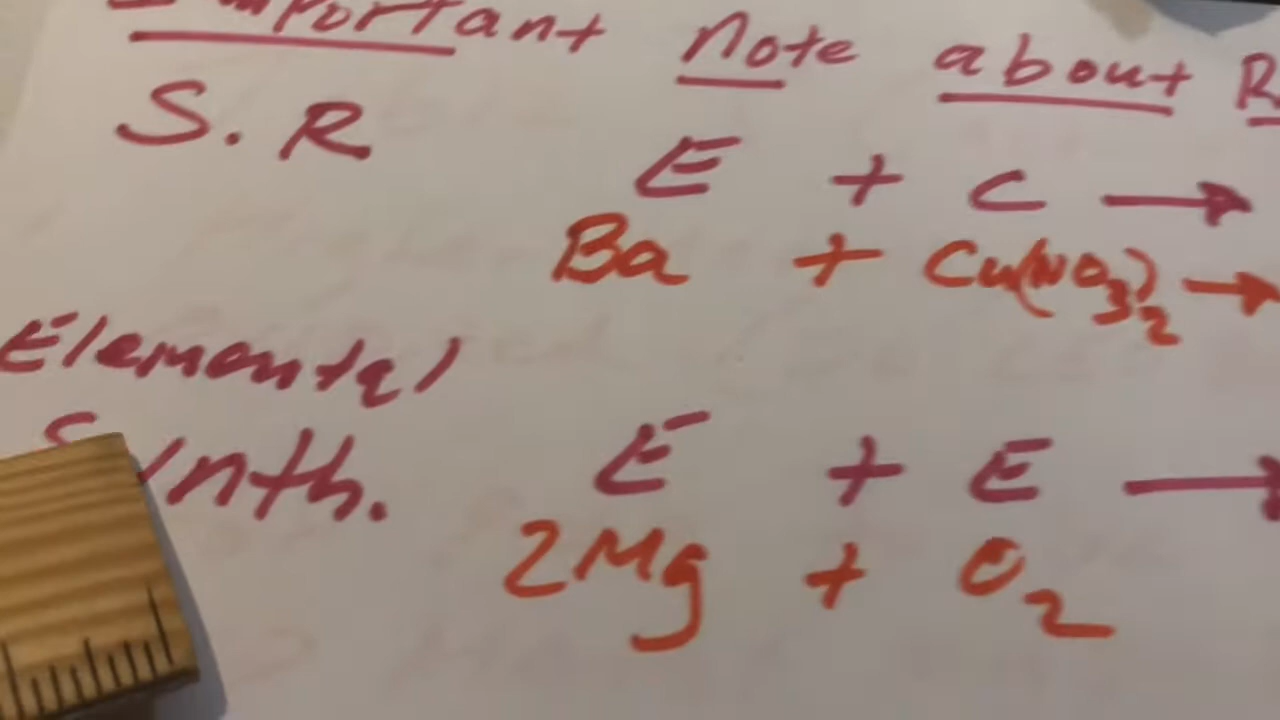 Important Note about R
S. R
E + C →
Ba + Cu(NO3)2 →
Elemental
Synth.
E + E →
2Mg + O2